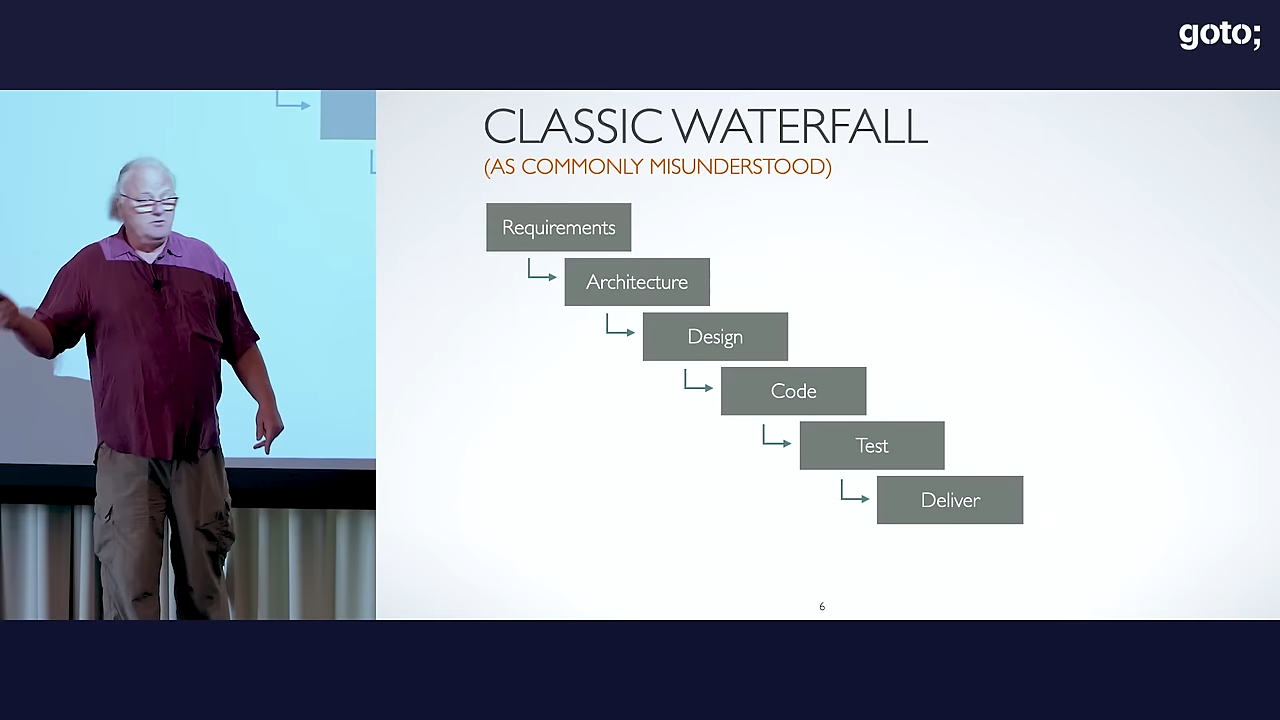 goto;
CLASSIC WATERFALL
(AS COMMONLY MISUNDERSTOOD)
Requirements
Architecture
Design
Code
Test
Deliver
6